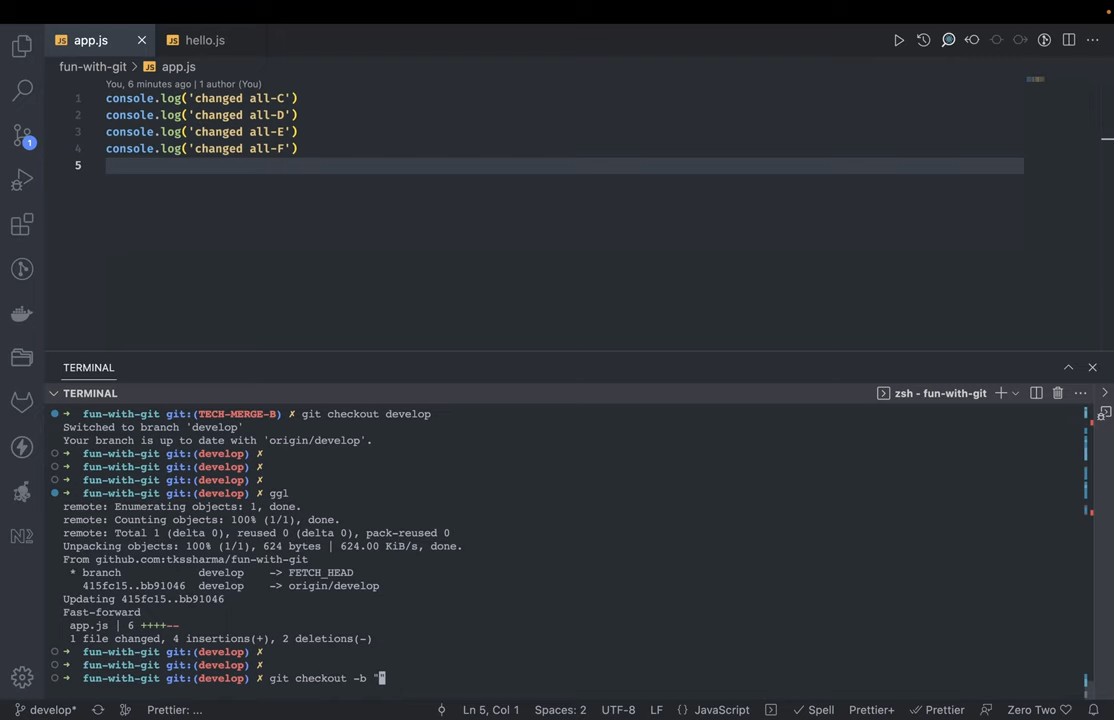 app.js
hello.js
fun-with-git > app.js
You, 6 minutes ago | 1 author (You)
1 console.log('changed all-C')
2 console.log('changed all-D')
3 console.log('changed all-E')
4 console.log('changed all-F')
5
1
TERMINAL
TERMINAL
zsh - fun-with-git
➜ fun-with-git git:(TECH-MERGE-B) ✗ git checkout develop
Switched to branch 'develop'
Your branch is up to date with 'origin/develop'.
➜ fun-with-git git:(develop) ✗
➜ fun-with-git git:(develop) ✗
➜ fun-with-git git:(develop) ✗
➜ fun-with-git git:(develop) ✗ ggl
remote: Enumerating objects: 1, done.
remote: Counting objects: 100% (1/1), done.
remote: Total 1 (delta 0), reused 0 (delta 0), pack-reused 0
Unpacking objects: 100% (1/1), 624 bytes | 624.00 KiB/s, done.
From github.com:tkssharma/fun-with-git
* branch develop -> FETCH_HEAD
415fc15..bb91046 develop -> origin/develop
Updating 415fc15..bb91046
Fast-forward
app.js | 6 ++++--
1 file changed, 4 insertions(+), 2 deletions(-)
➜ fun-with-git git:(develop) ✗
➜ fun-with-git git:(develop) ✗
➜ fun-with-git git:(develop) ✗ git checkout -b ""
develop* Prettier: ... Ln 5, Col 1 Spaces: 2 UTF-8 LF {} JavaScript Spell Prettier+ Prettier Zero Two